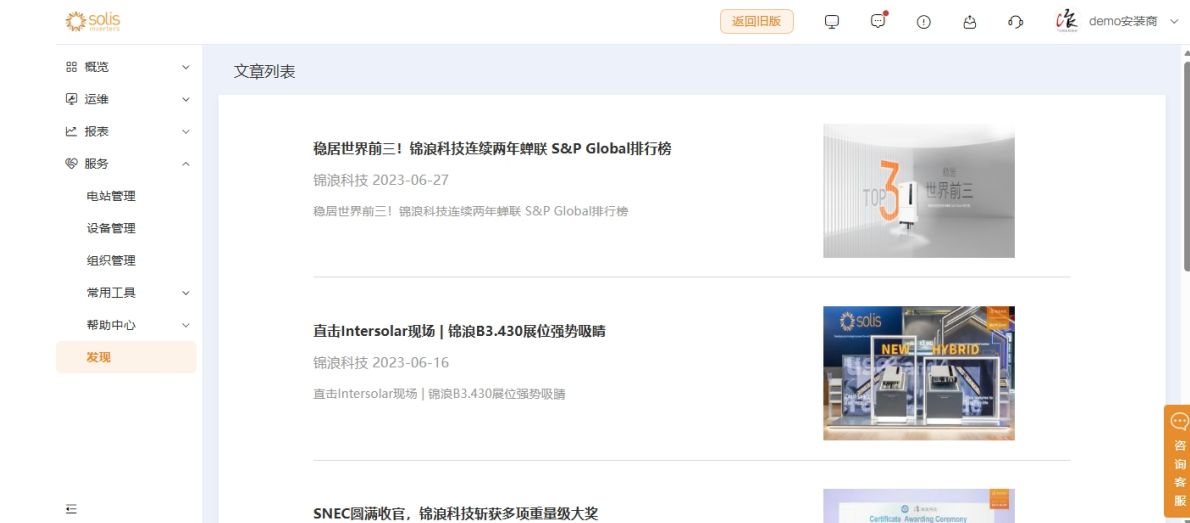 solis
inverters
返回旧版
demo安装商
概览
运维
报表
服务
电站管理
设备管理
组织管理
常用工具
帮助中心
发现
文章列表
稳居世界前三！锦浪科技连续两年蝉联 S&P Global排行榜
锦浪科技 2023-06-27
稳居世界前三！锦浪科技连续两年蝉联 S&P Global排行榜
稳居
TOP 3 世界前三
直击Intersolar现场 | 锦浪B3.430展位强势吸睛
锦浪科技 2023-06-16
直击Intersolar现场 | 锦浪B3.430展位强势吸睛
solis
NEW HYBRID
SNEC圆满收官，锦浪科技斩获多项重量级大奖
Certificate Awarding Ceremony
咨
询
客
服